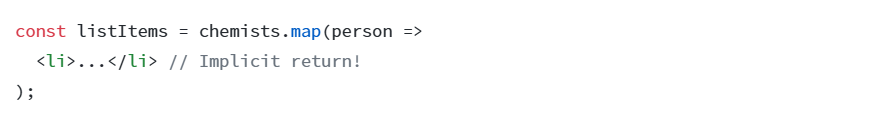 const listItems = chemists.map(person =>
  <li>...</li> // Implicit return!
);